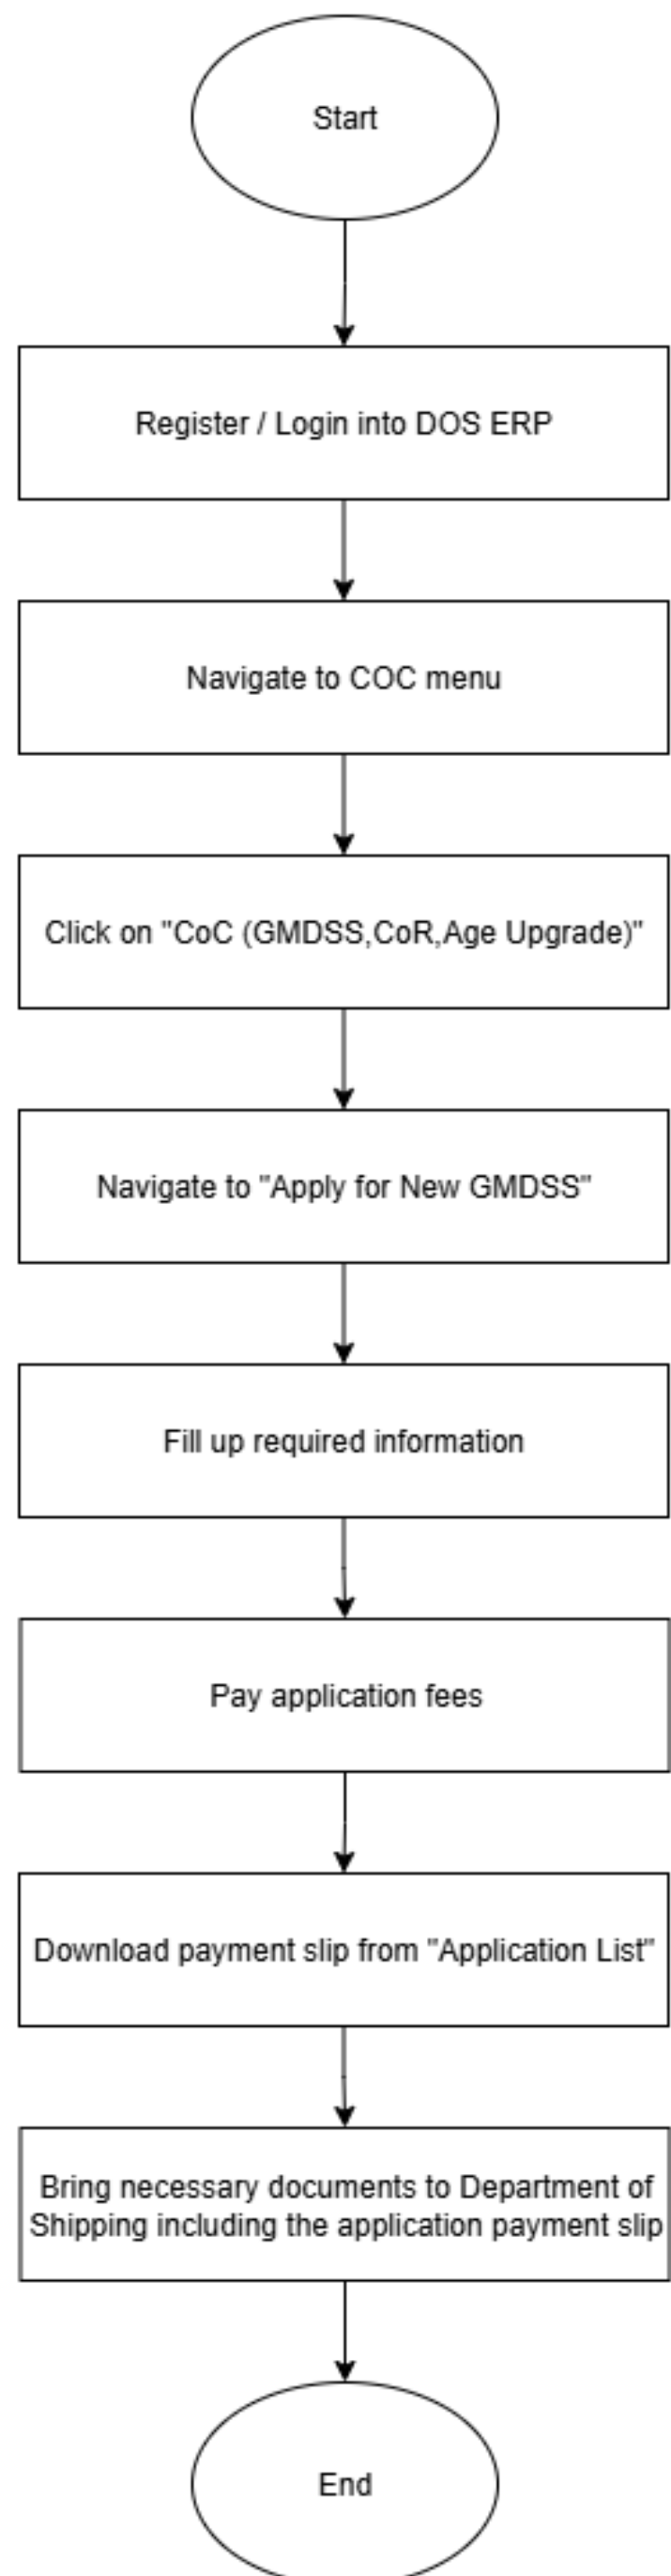 Start
Register / Login into DOS ERP
Navigate to COC menu
Click on "CoC (GMDSS,CoR,Age Upgrade)"
Navigate to "Apply for New GMDSS"
Fill up required information
Pay application fees
Download payment slip from "Application List"
Bring necessary documents to Department of
Shipping including the application payment slip
End